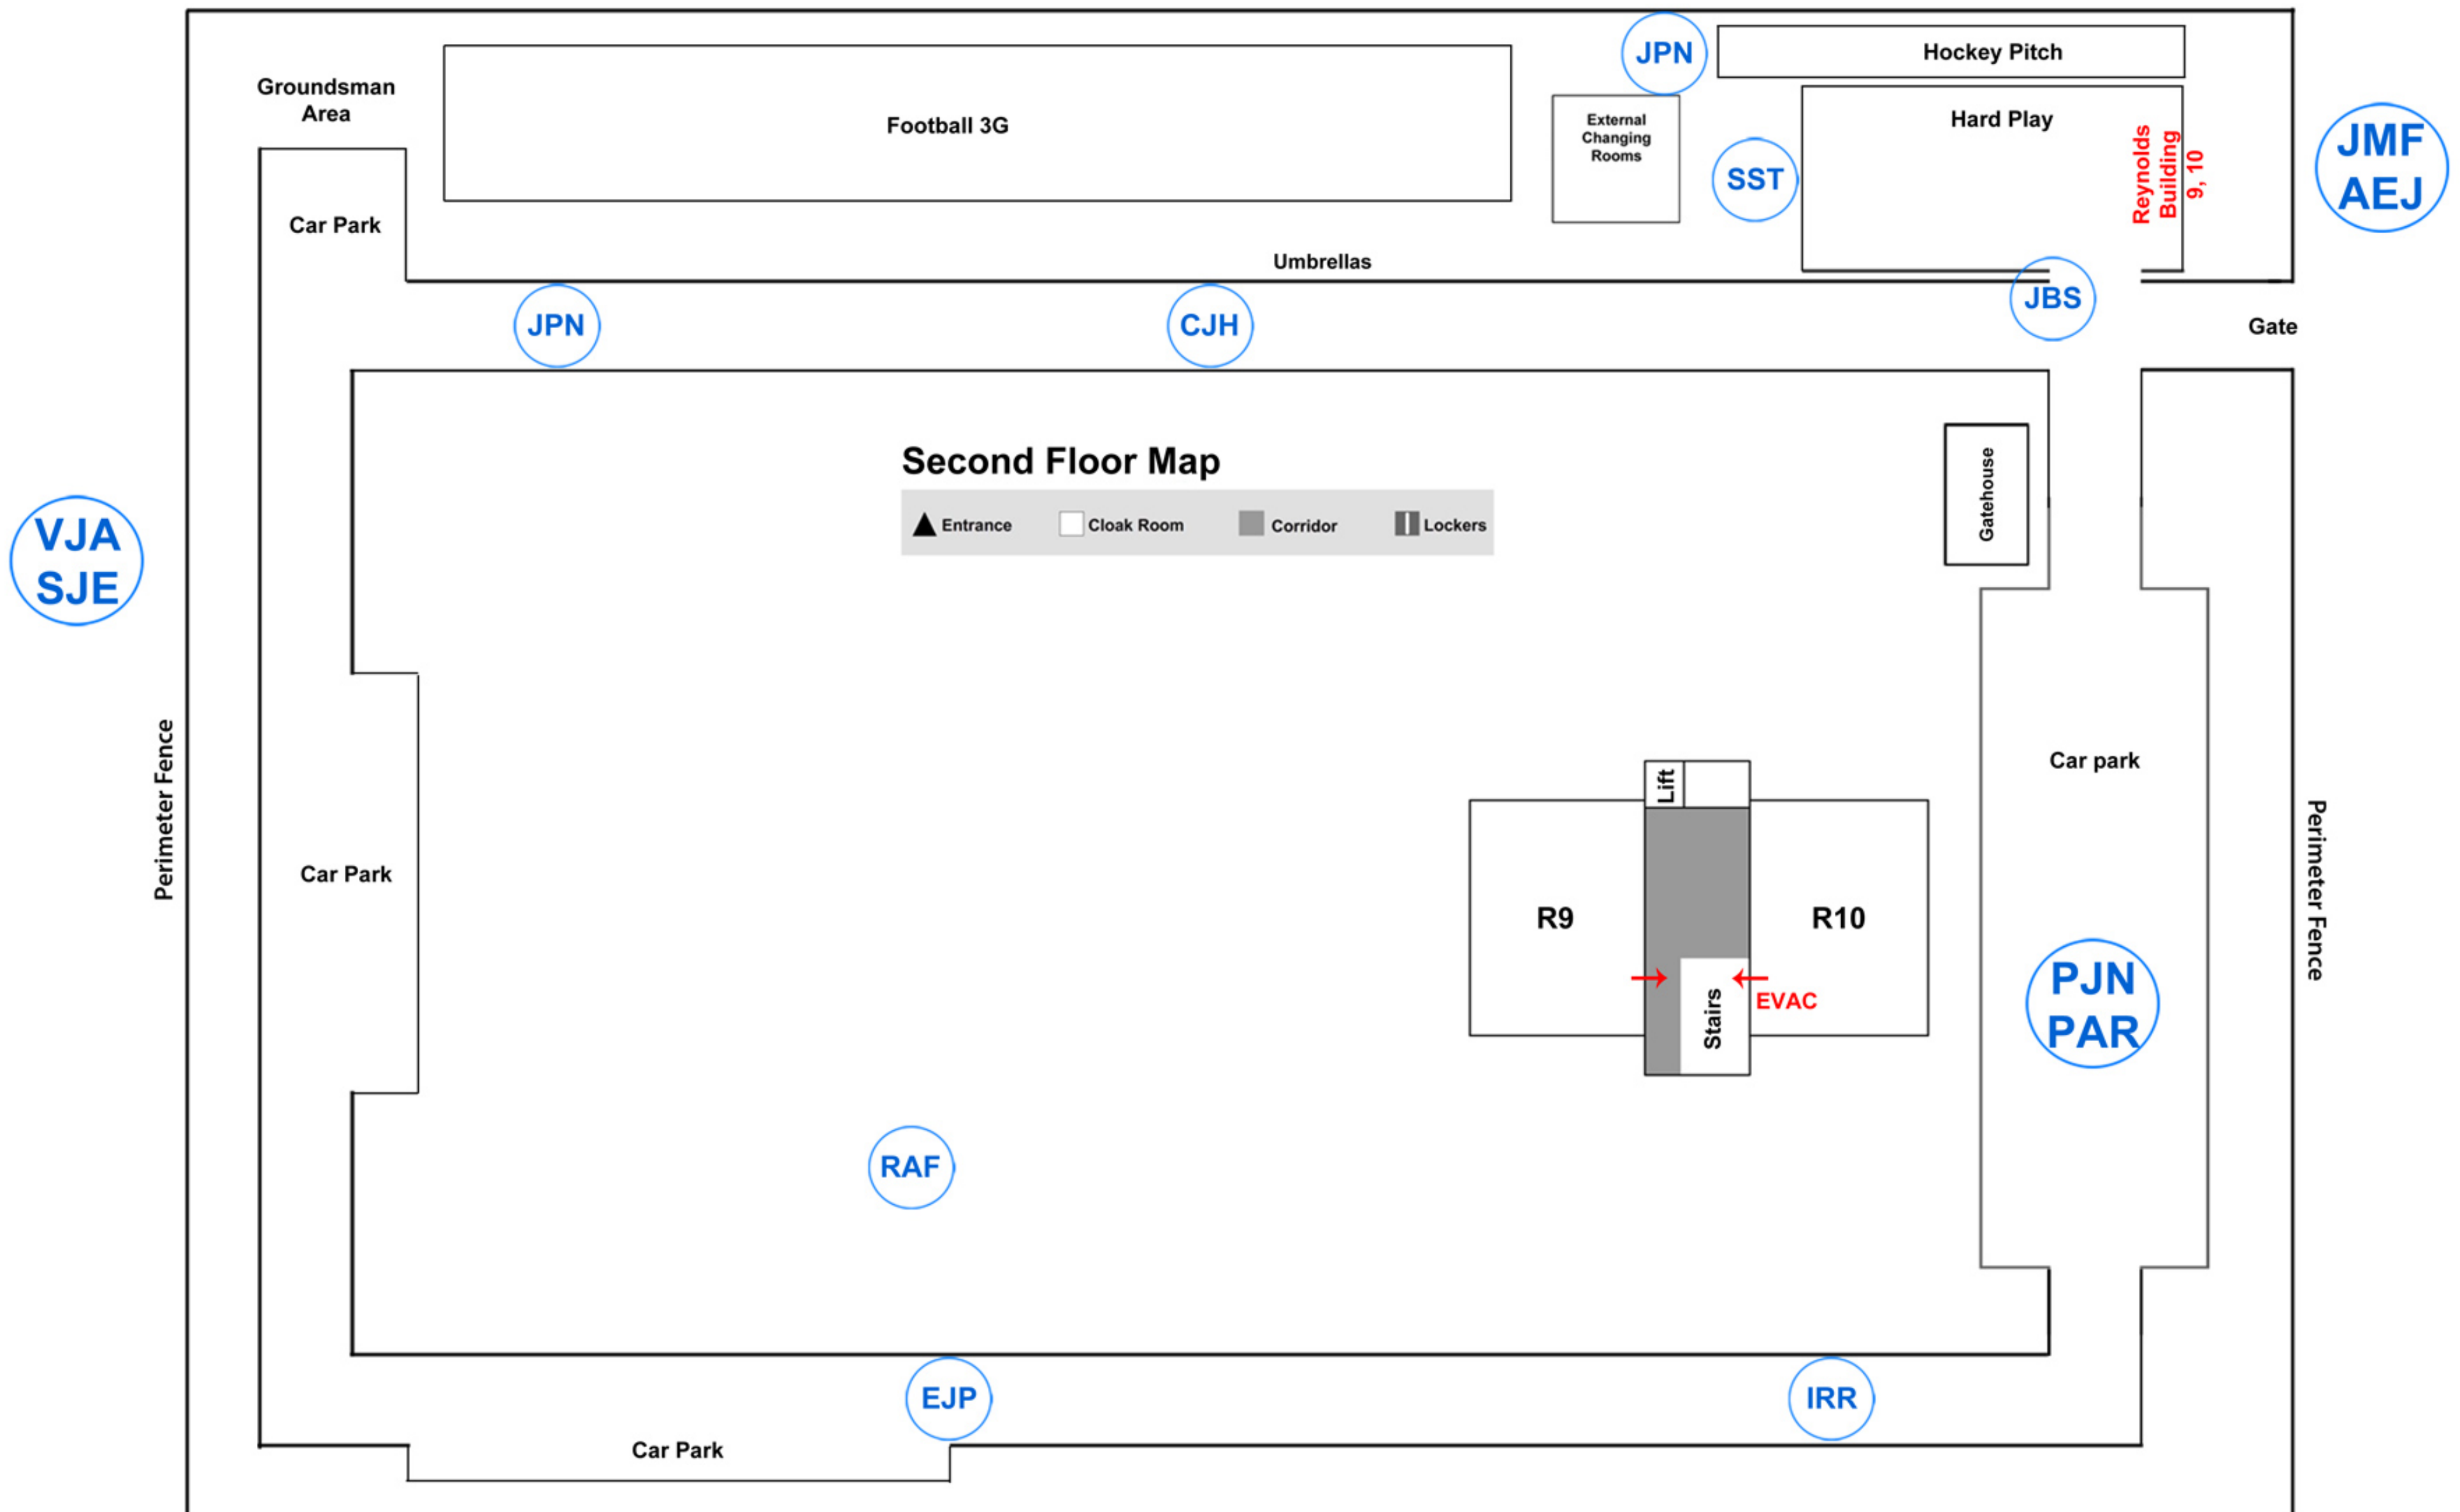 JPN
Hockey Pitch
Groundsman
Area
Football 3G
External
Changing
Rooms
Hard Play
Reynolds
Building
9, 10
JMF
AEJ
SST
Car Park
Umbrellas
JPN
CJH
JBS
Gate
Second Floor Map
Entrance
Cloak Room
Corridor
Lockers
Gatehouse
VJA
SJE
Perimeter Fence
Car Park
Lift
R9
R10
Stairs
EVAC
Car park
PJN
PAR
Perimeter Fence
RAF
EJP
IRR
Car Park